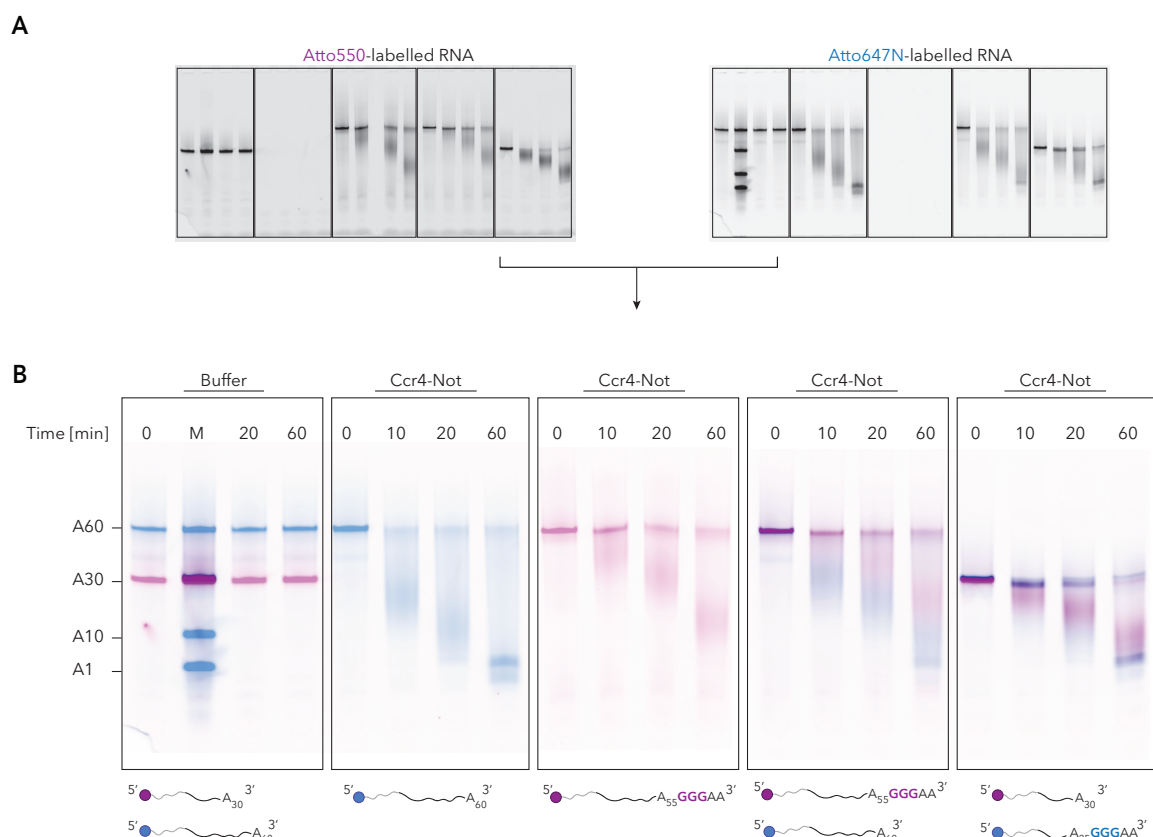 A
Atto550-labelled RNA Atto647N-labelled RNA
B
Buffer Ccr4-Not Ccr4-Not Ccr4-Not Ccr4-Not
Time [min] 0 M 20 60 0 10 20 60 0 10 20 60 0 10 20 60 0 10 20 60
A60
A30
A10
A1
5′ A30 3′ 5′ A60 3′ 5′ A55GGGAA 3′ 5′ A55GGGAA 3′ 5′ A30 3′
5′ 3′ 5′ 3′ 5′ GGGAA 3′